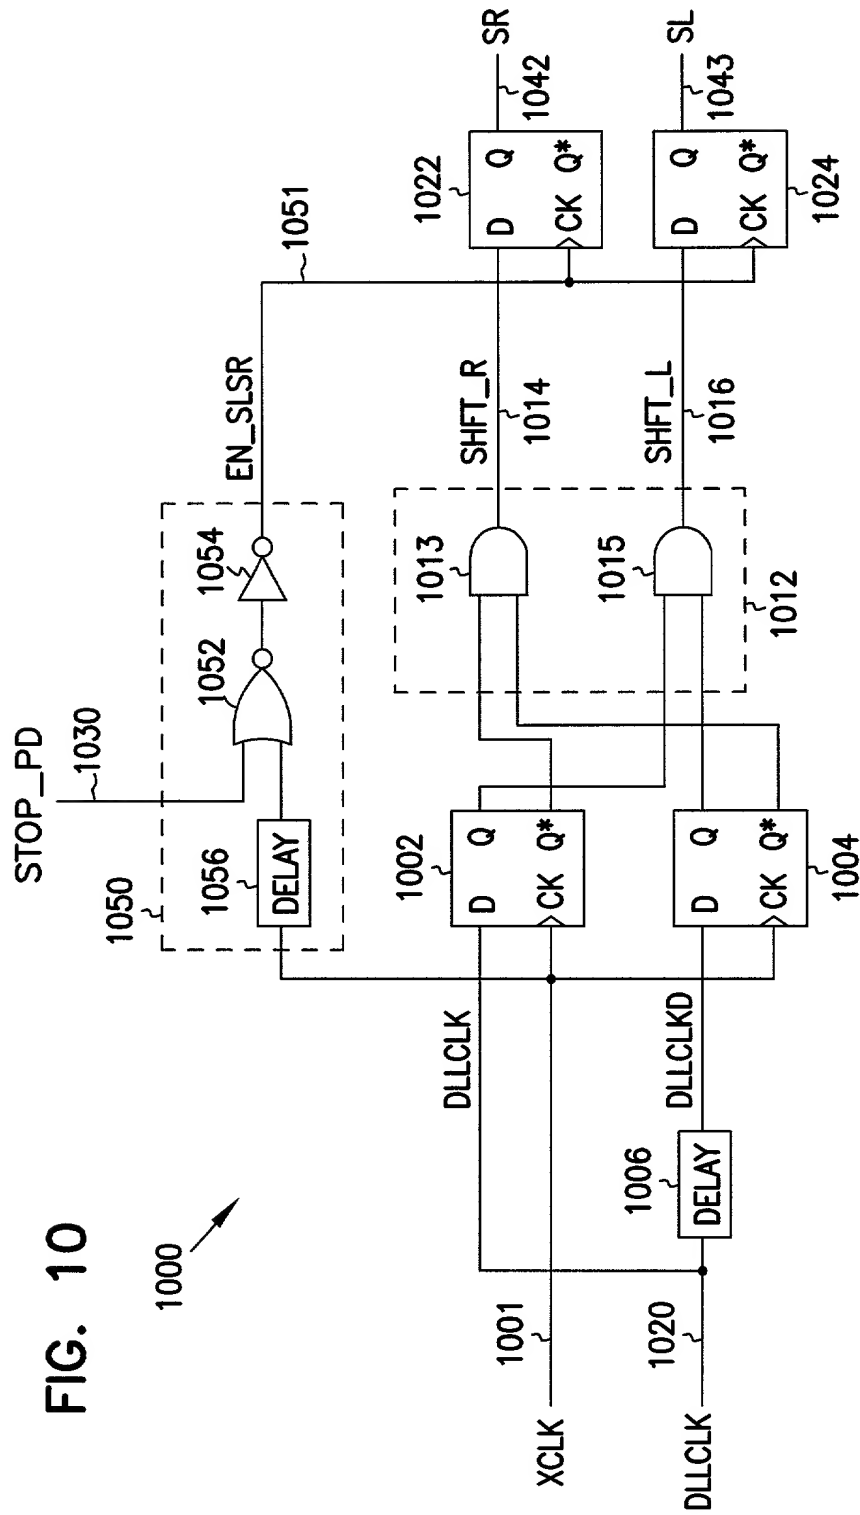 FIG. 10
1000
STOP_PD
1030
1050
1056
DELAY
1052
1054
EN_SLSR
1051
XCLK
1001
DLLCLK
1020
DLLCLK
1006
DELAY
DLLCLKD
1002
D Q
CK Q*
1004
D Q
CK Q*
1012
1013
1015
SHFT_R
1014
SHFT_L
1016
1022
D Q
CK Q*
1024
D Q
CK Q*
SR
1042
SL
1043